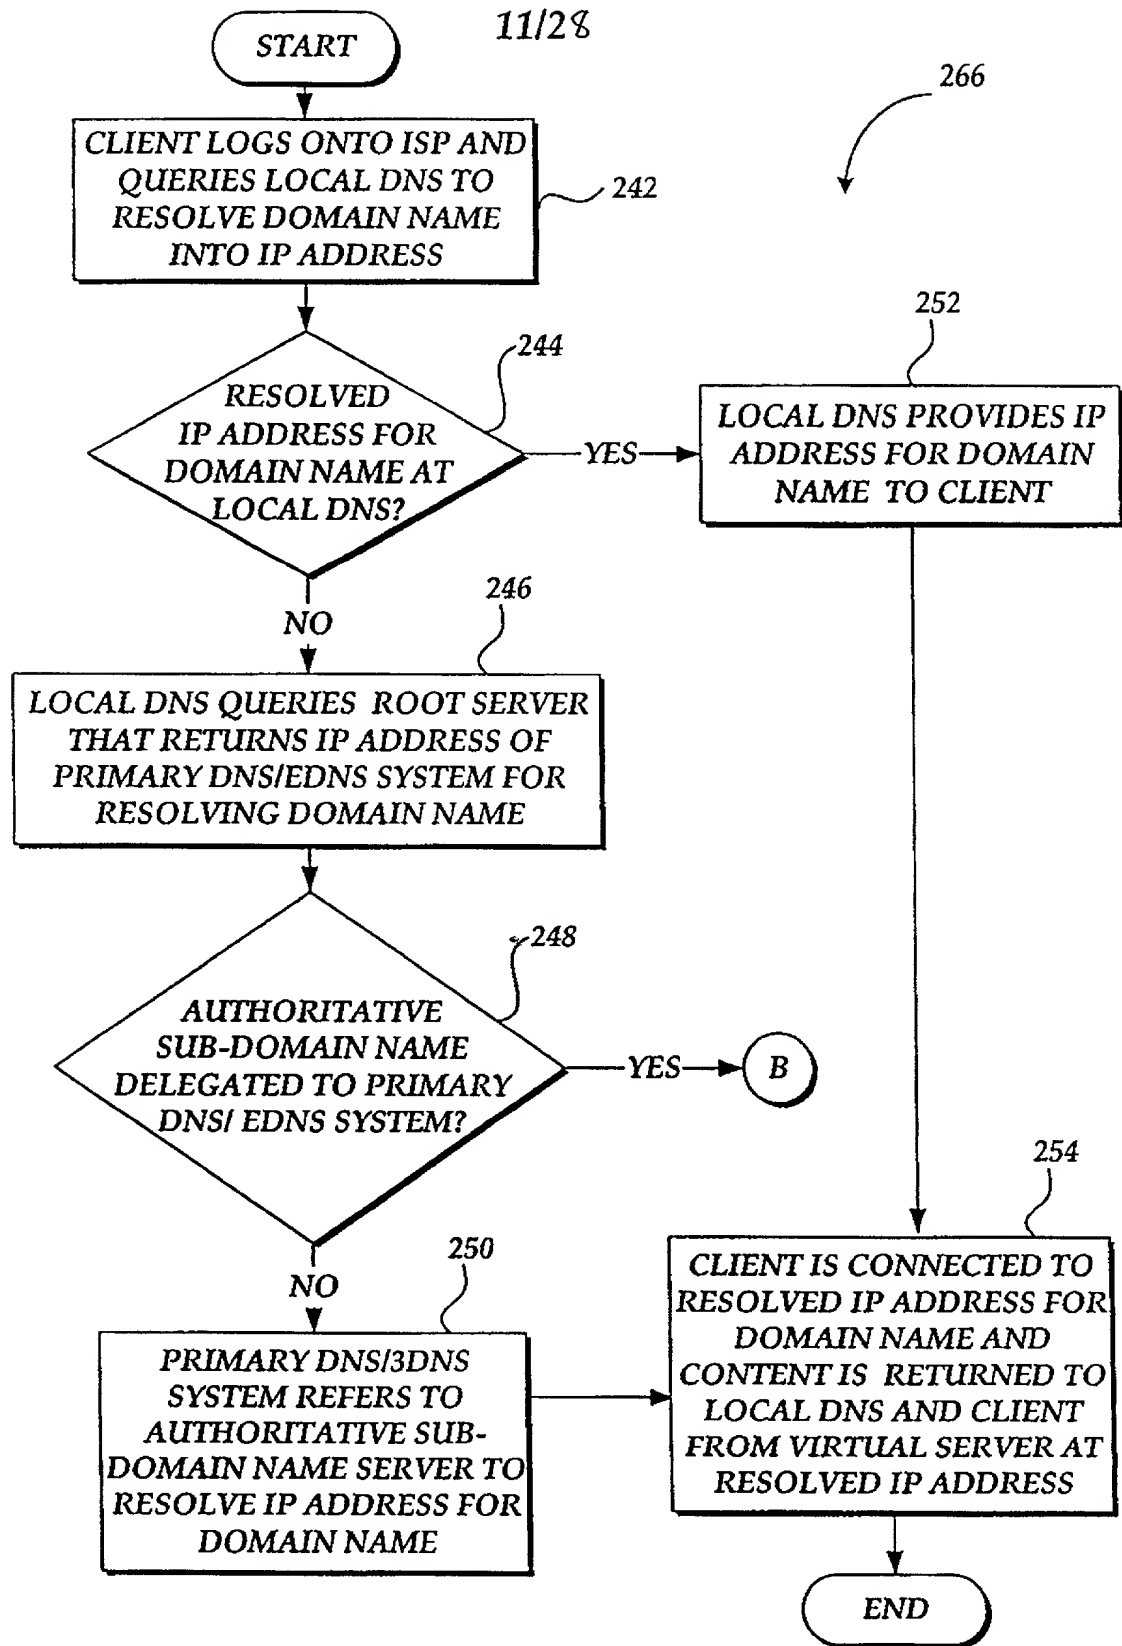 11/28
START
266
CLIENT LOGS ONTO ISP AND
QUERIES LOCAL DNS TO
RESOLVE DOMAIN NAME
INTO IP ADDRESS
242
244
RESOLVED
IP ADDRESS FOR
DOMAIN NAME AT
LOCAL DNS?
YES
252
LOCAL DNS PROVIDES IP
ADDRESS FOR DOMAIN
NAME TO CLIENT
NO
246
LOCAL DNS QUERIES ROOT SERVER
THAT RETURNS IP ADDRESS OF
PRIMARY DNS/EDNS SYSTEM FOR
RESOLVING DOMAIN NAME
248
AUTHORITATIVE
SUB-DOMAIN NAME
DELEGATED TO PRIMARY
DNS/ EDNS SYSTEM?
YES
B
NO
250
PRIMARY DNS/3DNS
SYSTEM REFERS TO
AUTHORITATIVE SUB-
DOMAIN NAME SERVER TO
RESOLVE IP ADDRESS FOR
DOMAIN NAME
254
CLIENT IS CONNECTED TO
RESOLVED IP ADDRESS FOR
DOMAIN NAME AND
CONTENT IS RETURNED TO
LOCAL DNS AND CLIENT
FROM VIRTUAL SERVER AT
RESOLVED IP ADDRESS
END